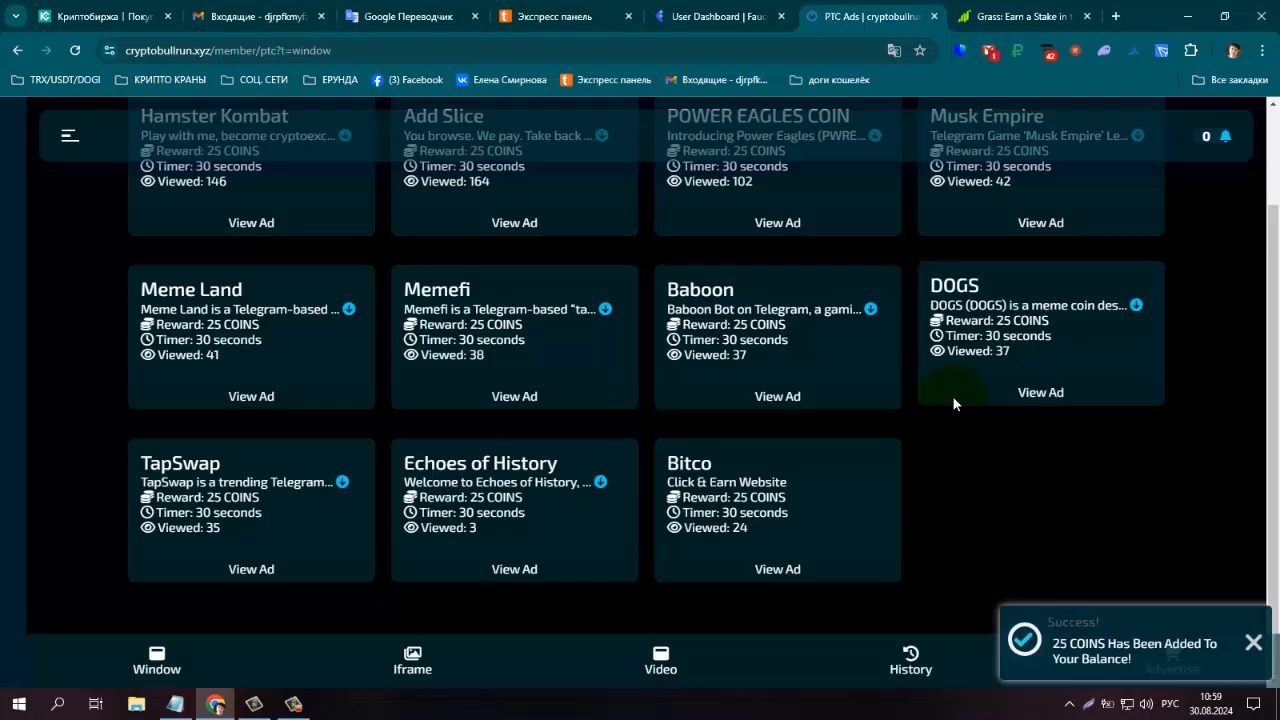 Криптобиржа | Покуп
Входящие - djrpfkmyfz
Google Переводчик
Экспресс панель
User Dashboard | Fauc
PTC Ads | cryptobullrun
Grass: Earn a Stake in t
cryptobullrun.xyz/member/ptc?t=window
1
42
TRX/USDT/DOGI
КРИПТО КРАНЫ
СОЦ. СЕТИ
ЕРУНДА
(3) Facebook
Елена Смирнова
Экспресс панель
Входящие - djrpfk...
доги кошелёк
Все закладки
0
Hamster Kombat
Play with me, become cryptoexc...
Reward: 25 COINS
Timer: 30 seconds
Viewed: 146
View Ad
Add Slice
You browse. We pay. Take back ...
Reward: 25 COINS
Timer: 30 seconds
Viewed: 164
View Ad
POWER EAGLES COIN
Introducing Power Eagles (PWRE...
Reward: 25 COINS
Timer: 30 seconds
Viewed: 102
View Ad
Musk Empire
Telegram Game 'Musk Empire' Le...
Reward: 25 COINS
Timer: 30 seconds
Viewed: 42
View Ad
Meme Land
Meme Land is a Telegram-based ...
Reward: 25 COINS
Timer: 30 seconds
Viewed: 41
View Ad
Memefi
Memefi is a Telegram-based "ta...
Reward: 25 COINS
Timer: 30 seconds
Viewed: 38
View Ad
Baboon
Baboon Bot on Telegram, a gami...
Reward: 25 COINS
Timer: 30 seconds
Viewed: 37
View Ad
DOGS
DOGS (DOGS) is a meme coin des...
Reward: 25 COINS
Timer: 30 seconds
Viewed: 37
View Ad
TapSwap
TapSwap is a trending Telegram...
Reward: 25 COINS
Timer: 30 seconds
Viewed: 35
View Ad
Echoes of History
Welcome to Echoes of History, ...
Reward: 25 COINS
Timer: 30 seconds
Viewed: 3
View Ad
Bitco
Click & Earn Website
Reward: 25 COINS
Timer: 30 seconds
Viewed: 24
View Ad
Success!
25 COINS Has Been Added To
Your Balance!
Window
Iframe
Video
History
Advertise
РУС
10:59
30.08.2024